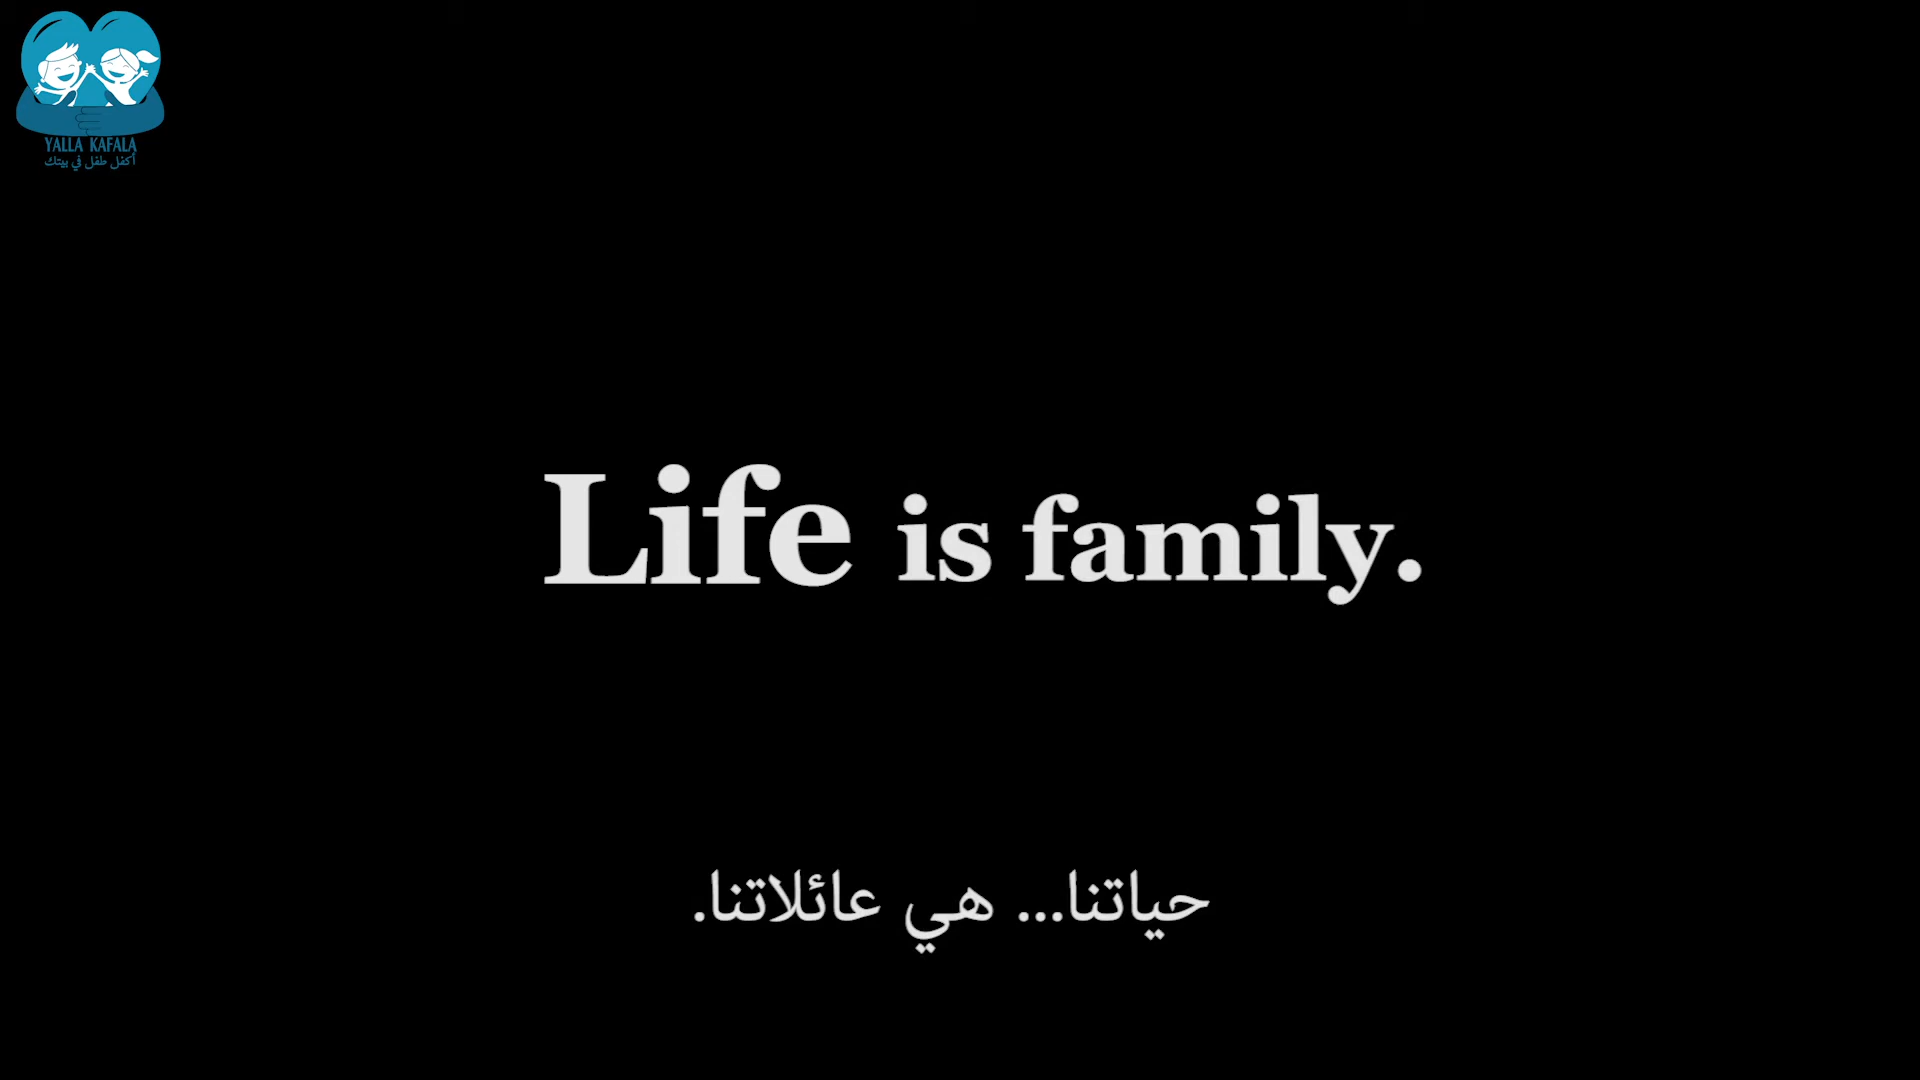 YALLA KAFALA
أكفل طفل في بيتك
Life is family.
حياتنا... هي عائلاتنا.